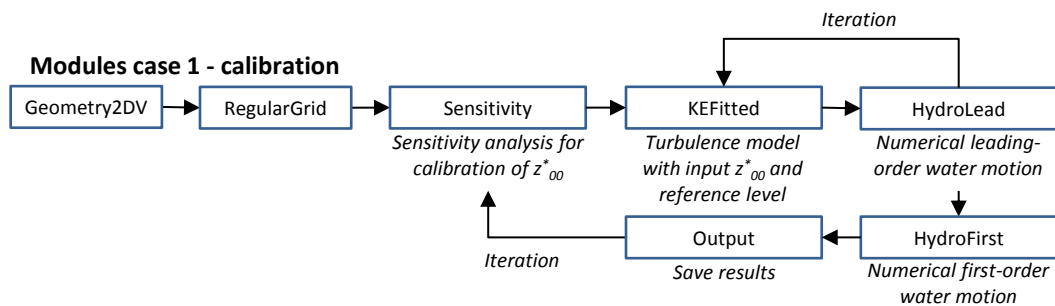 Iteration
Modules case 1 - calibration
Geometry2DV
RegularGrid
Sensitivity
KEFitted
HydroLead
Sensitivity analysis for
calibration of z*00
Turbulence model
with input z*00 and
reference level
Numerical leading-
order water motion
Output
HydroFirst
Iteration
Save results
Numerical first-order
water motion